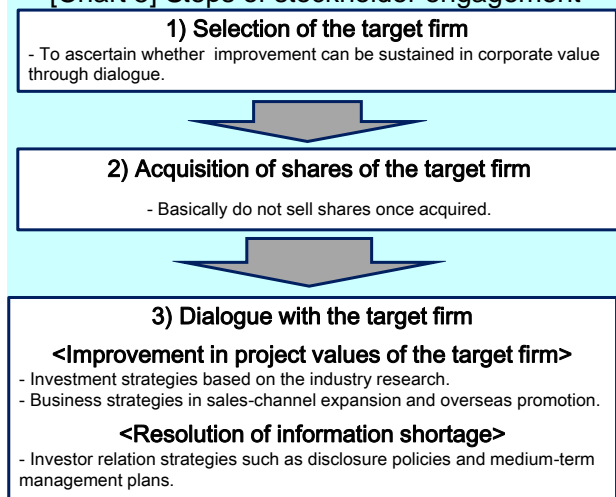 [Chart 3] Steps of stockholder engagement
1) Selection of the target firm
- To ascertain whether improvement can be sustained in corporate value
through dialogue.
2) Acquisition of shares of the target firm
- Basically do not sell shares once acquired.
3) Dialogue with the target firm
<Improvement in project values of the target firm>
- Investment strategies based on the industry research.
- Business strategies in sales-channel expansion and overseas promotion.
<Resolution of information shortage>
- Investor relation strategies such as disclosure policies and medium-term
management plans.